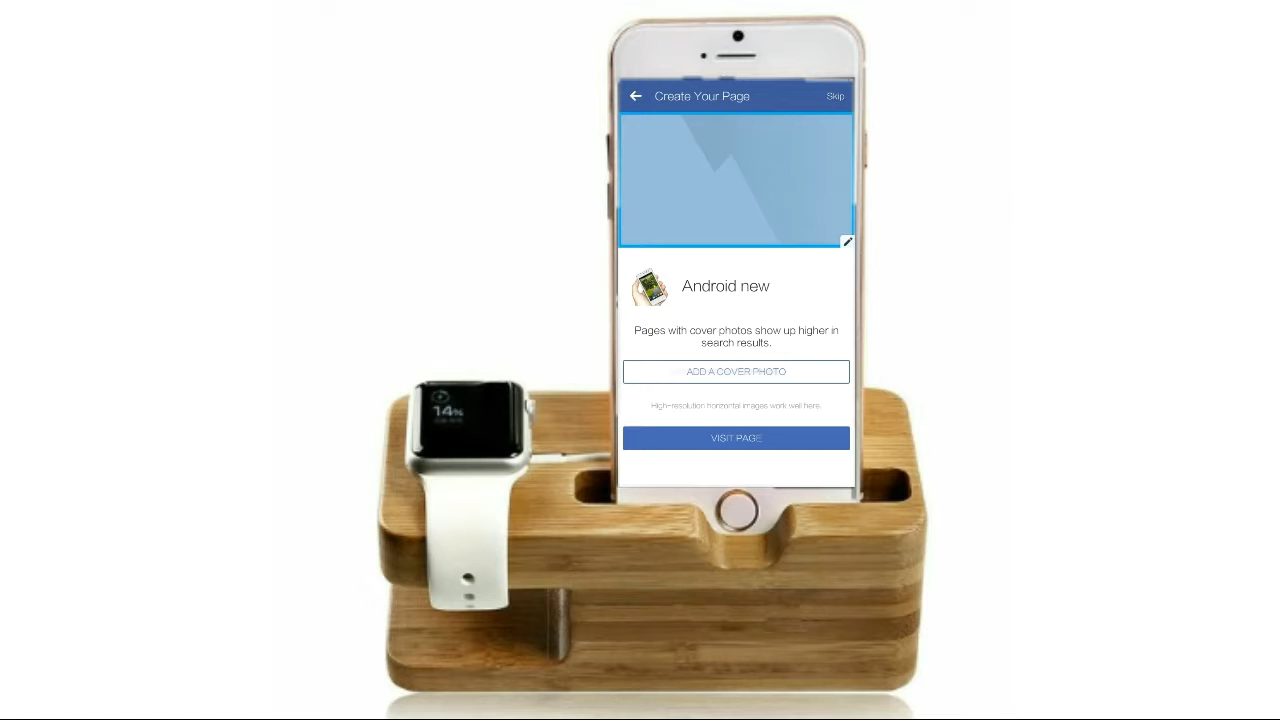 Create Your Page
Skip
Android new
Pages with cover photos show up higher in
search results.
ADD A COVER PHOTO
High-resolution horizontal images work well here.
VISIT PAGE
14%